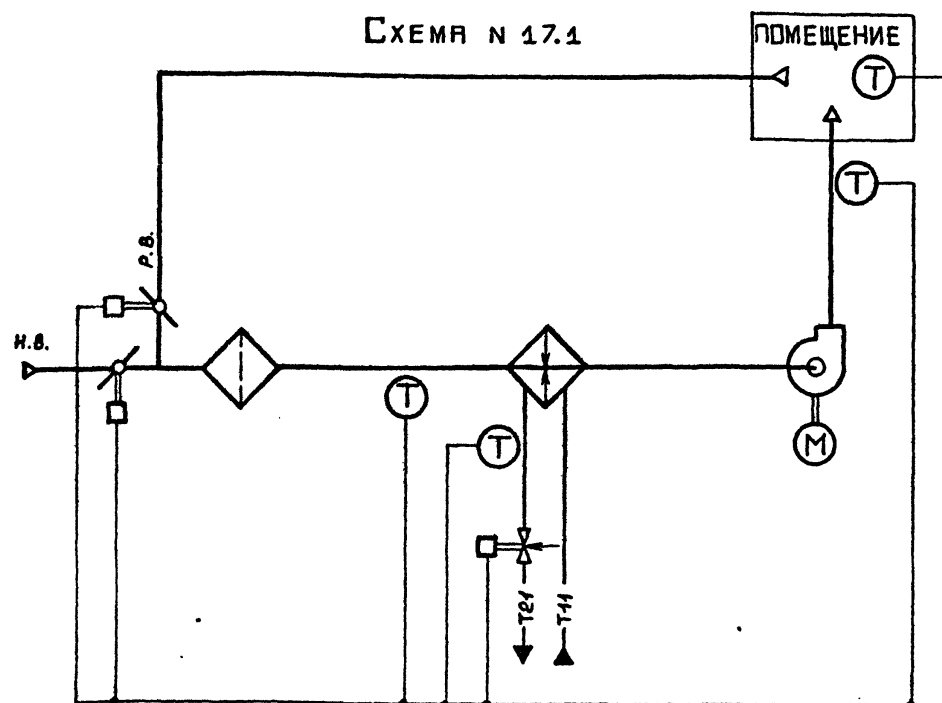 Схема N 17.1
ПОМЕЩЕНИЕ
Т
Т
Р.В.
Н.В.
Т
Т
М
Т21
Т11